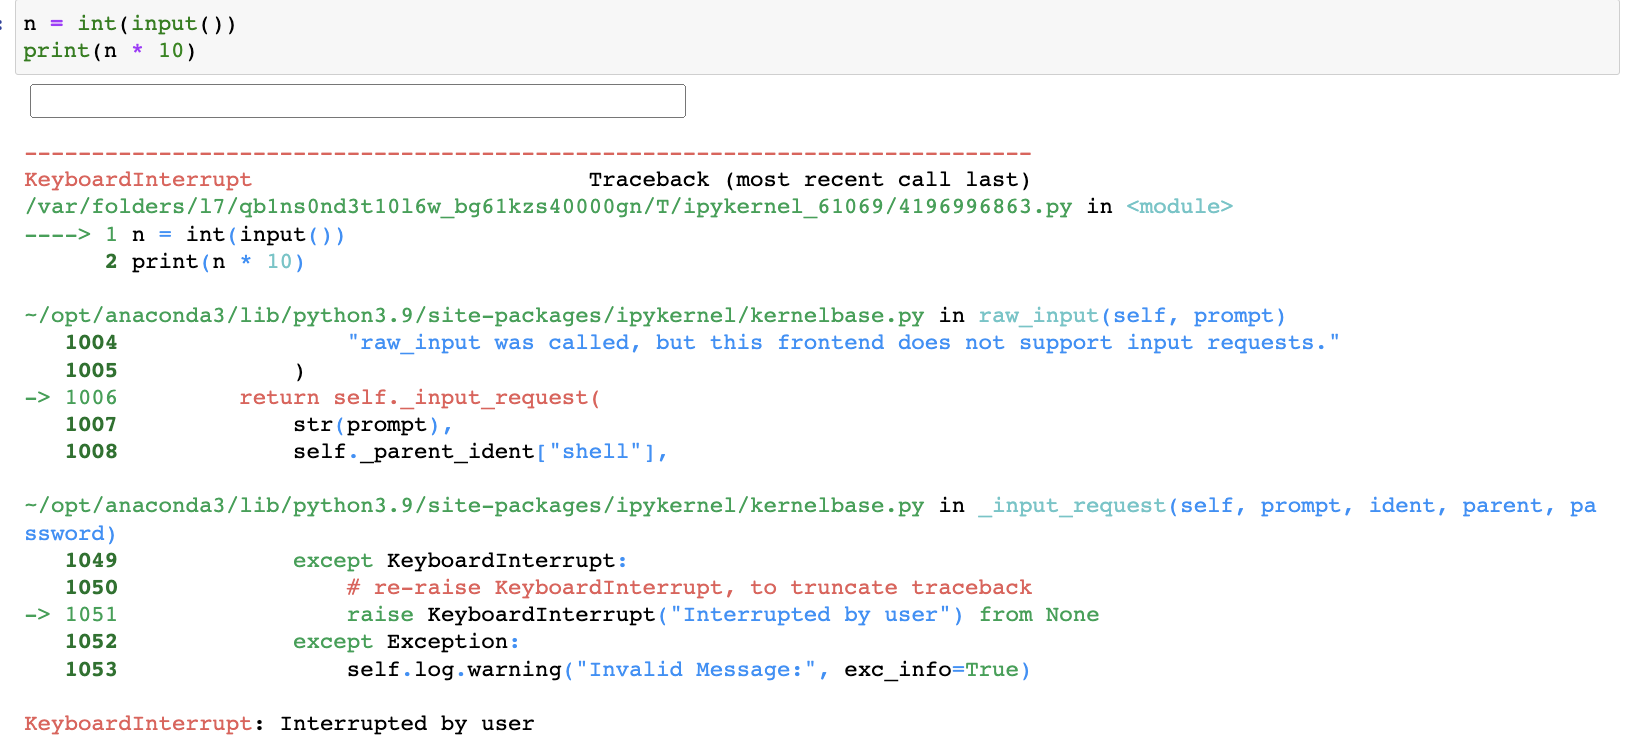 n = int(input())
print(n * 10)
---------------------------------------------------------------------------
KeyboardInterrupt                         Traceback (most recent call last)
/var/folders/l7/qb1ns0nd3t10l6w_bg61kzs40000gn/T/ipykernel_61069/4196996863.py in <module>
----> 1 n = int(input())
      2 print(n * 10)
~/opt/anaconda3/lib/python3.9/site-packages/ipykernel/kernelbase.py in raw_input(self, prompt)
   1004                 "raw_input was called, but this frontend does not support input requests."
   1005             )
-> 1006         return self._input_request(
   1007             str(prompt),
   1008             self._parent_ident["shell"],
~/opt/anaconda3/lib/python3.9/site-packages/ipykernel/kernelbase.py in _input_request(self, prompt, ident, parent, pa
ssword)
   1049             except KeyboardInterrupt:
   1050                 # re-raise KeyboardInterrupt, to truncate traceback
-> 1051                 raise KeyboardInterrupt("Interrupted by user") from None
   1052             except Exception:
   1053                 self.log.warning("Invalid Message:", exc_info=True)
KeyboardInterrupt: Interrupted by user